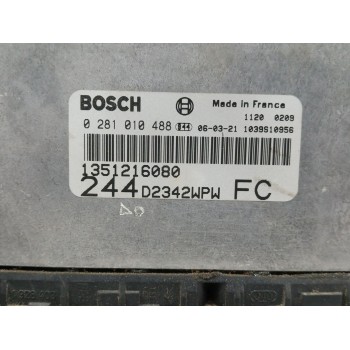 BOSCH Made in France
1120 0209
0 281 010 488 06-03-21 1039S10956
1351216080
244 D2342WPW FC